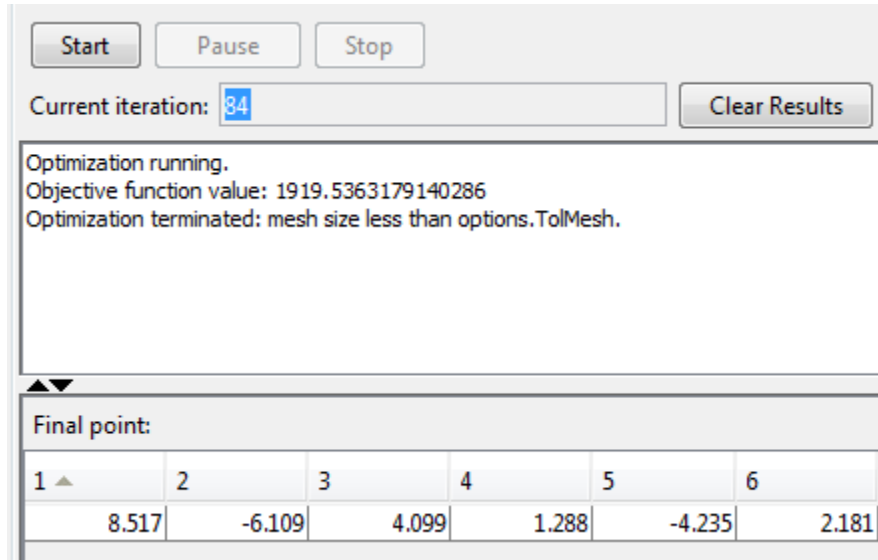 Start Pause Stop
Current iteration: 84 Clear Results
Optimization running.
Objective function value: 1919.5363179140286
Optimization terminated: mesh size less than options.TolMesh.
Final point:
1 2 3 4 5 6
8.517 -6.109 4.099 1.288 -4.235 2.181